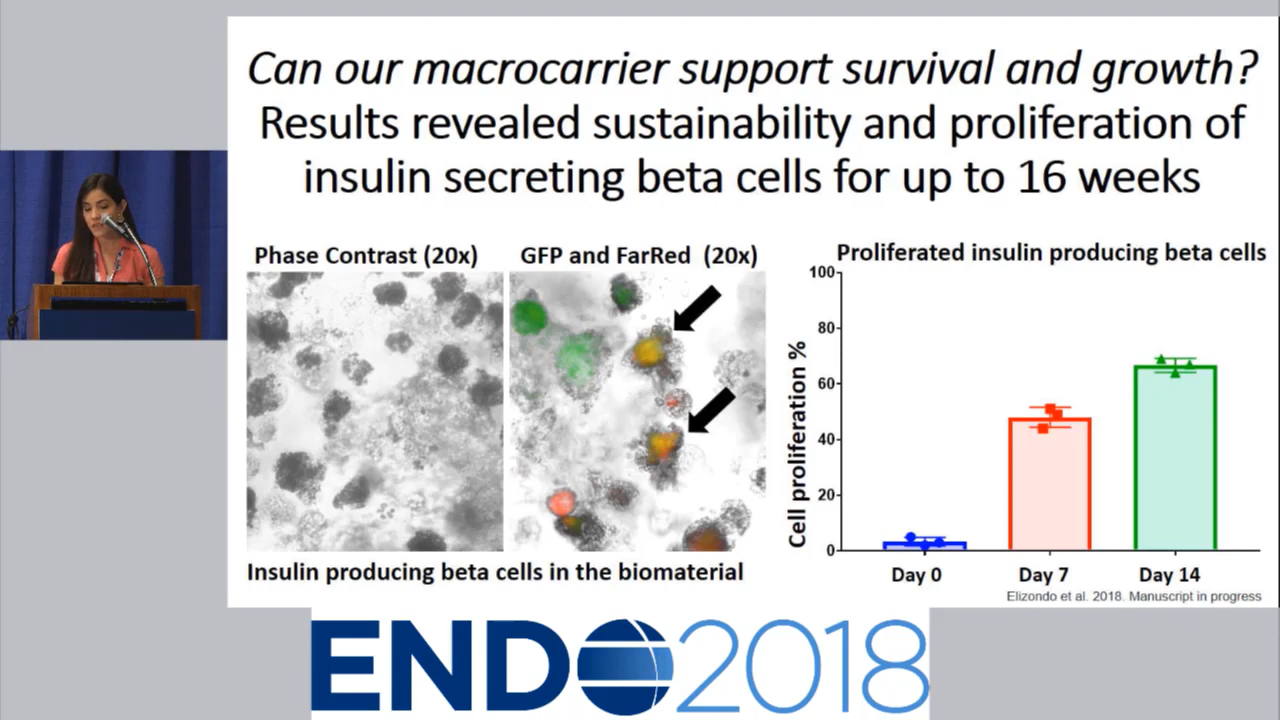 Can our macrocarrier support survival and growth?
Results revealed sustainability and proliferation of
insulin secreting beta cells for up to 16 weeks
Phase Contrast (20x)
GFP and FarRed (20x)
Insulin producing beta cells in the biomaterial
Proliferated insulin producing beta cells
Cell proliferation %
100
80
60
40
20
0
Day 0
Day 7
Day 14
Elizondo et al. 2018. Manuscript in progress
ENDO2018